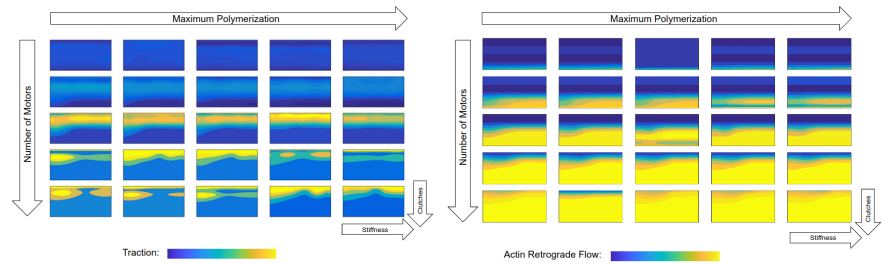 Maximum Polymerization
Number of Motors
Clutches
Stiffness
Traction:
Maximum Polymerization
Number of Motors
Clutches
Stiffness
Actin Retrograde Flow: